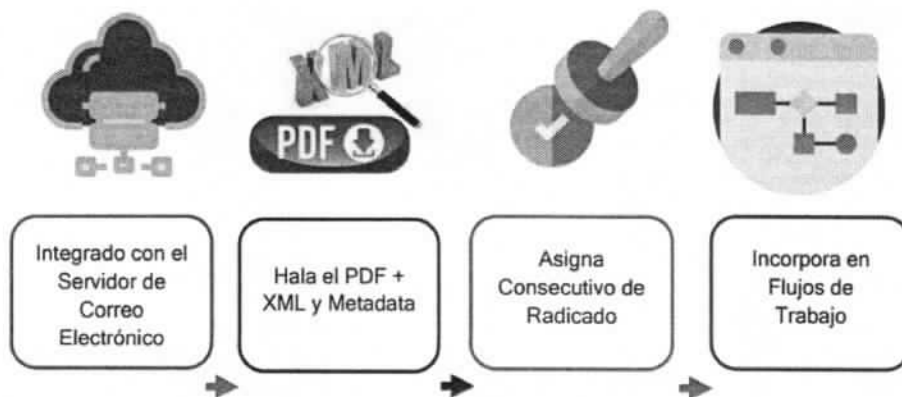 XML
PDF
Integrado con el
Servidor de
Correo
Electrónico
Hala el PDF +
XML y Metadata
Asigna
Consecutivo de
Radicado
Incorpora en
Flujos de
Trabajo